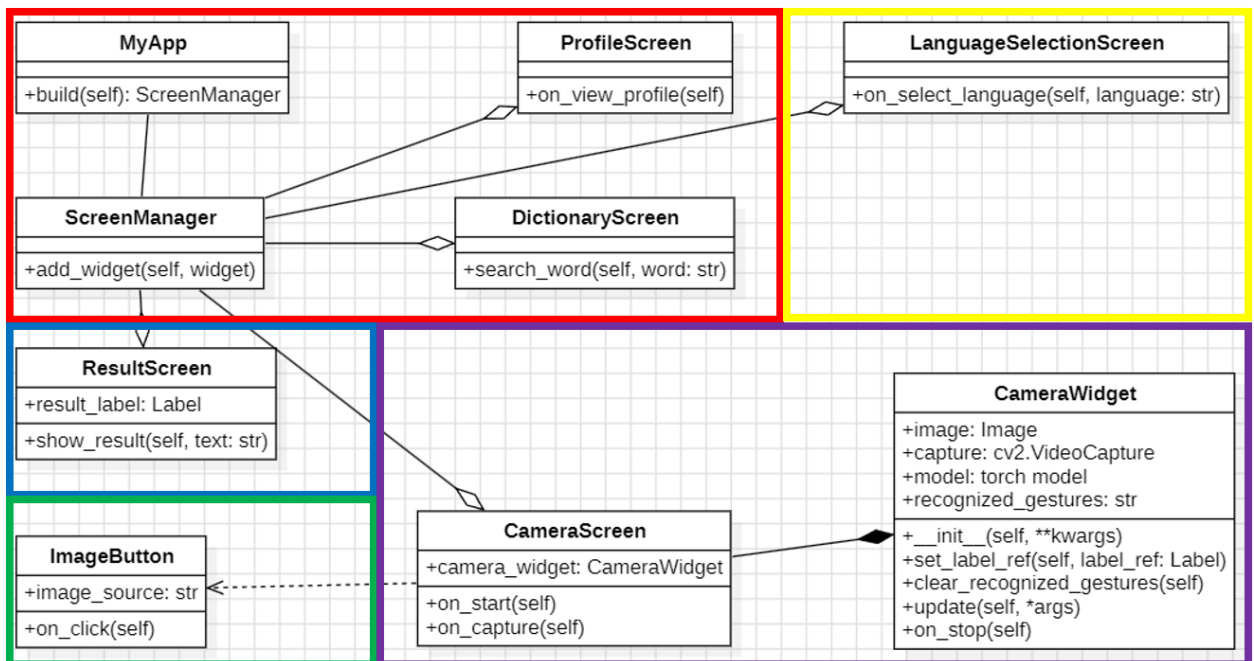 MyApp
+build(self): ScreenManager
ProfileScreen
+on_view_profile(self)
LanguageSelectionScreen
+on_select_language(self, language: str)
ScreenManager
+add_widget(self, widget)
DictionaryScreen
+search_word(self, word: str)
ResultScreen
+result_label: Label
+show_result(self, text: str)
ImageButton
+image_source: str
+on_click(self)
CameraScreen
+camera_widget: CameraWidget
+on_start(self)
+on_capture(self)
CameraWidget
+image: Image
+capture: cv2.VideoCapture
+model: torch model
+recognized_gestures: str
+__init__(self, **kwargs)
+set_label_ref(self, label_ref: Label)
+clear_recognized_gestures(self)
+update(self, *args)
+on_stop(self)